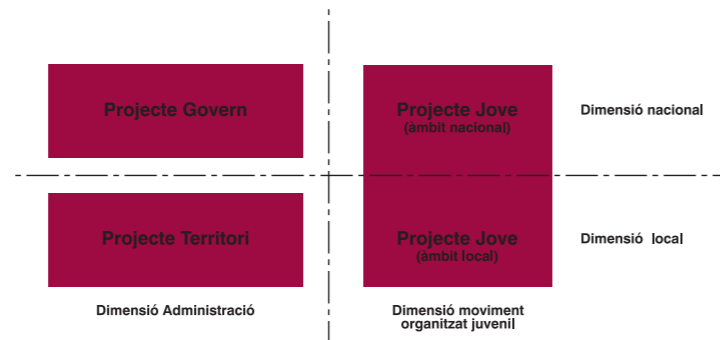 Projecte Govern
Projecte Jove
(àmbit nacional)
Dimensió nacional
Projecte Territori
Projecte Jove
(àmbit local)
Dimensió local
Dimensió Administració
Dimensió moviment
organitzat juvenil